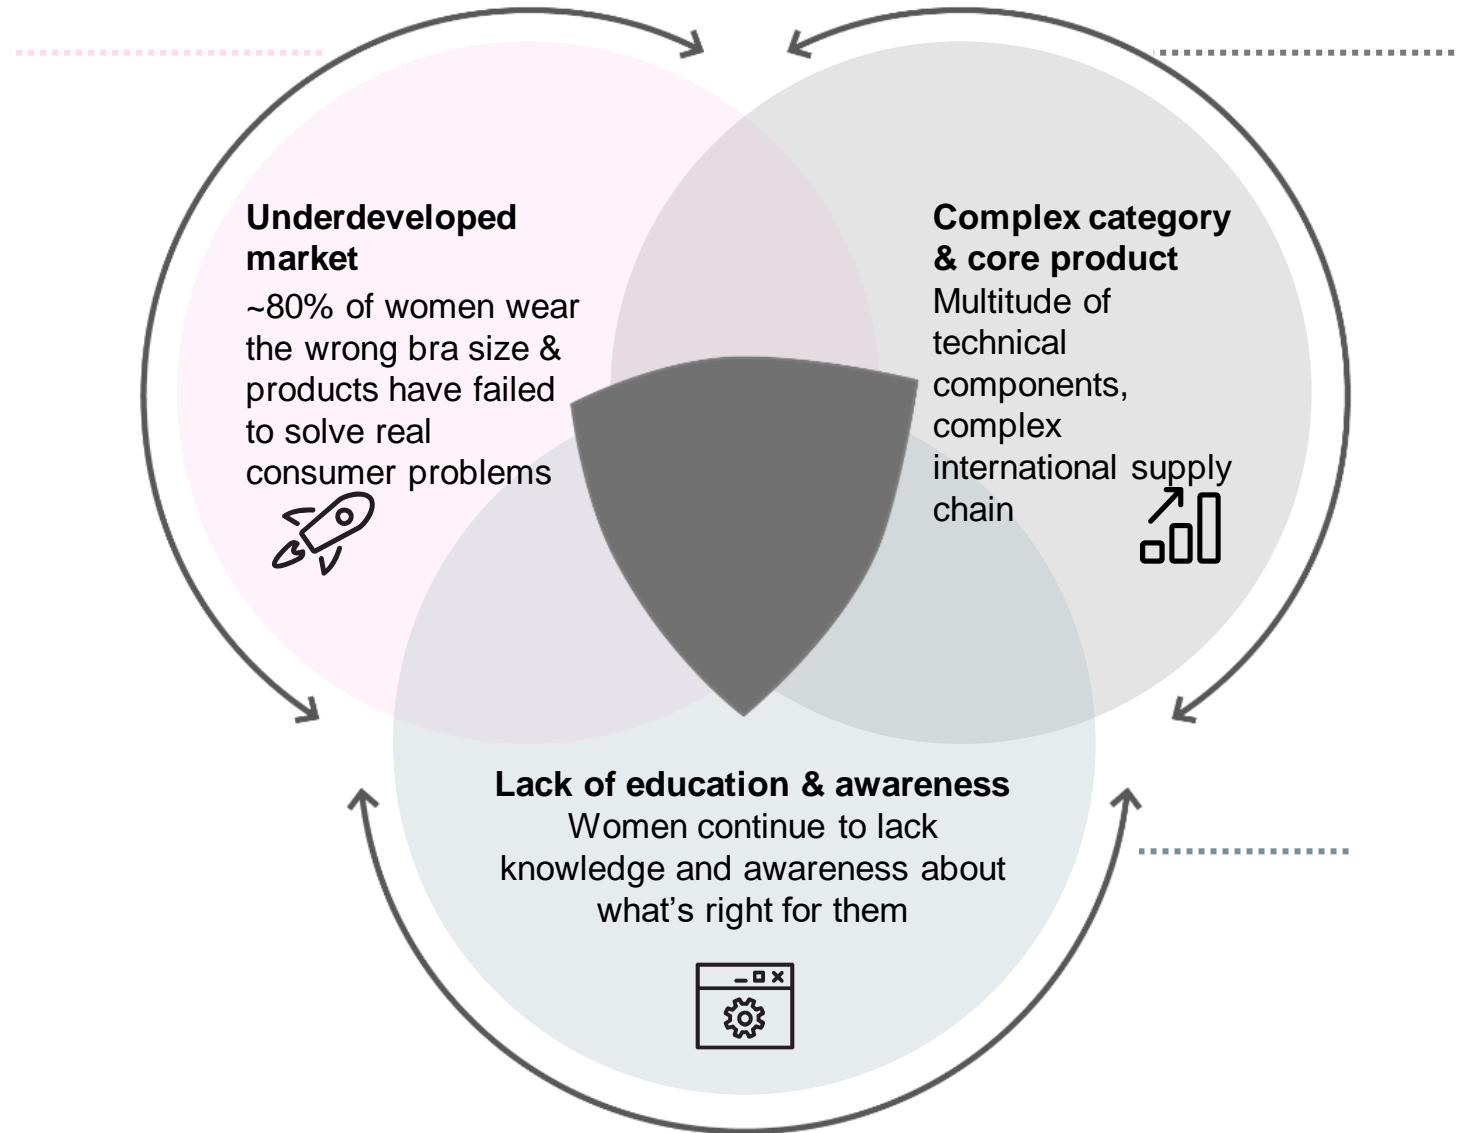 Underdeveloped
market
~80% of women wear
the wrong bra size &
products have failed
to solve real
consumer problems
Complex category
& core product
Multitude of
technical
components,
complex
international supply
chain
Lack of education & awareness
Women continue to lack
knowledge and awareness about
what’s right for them